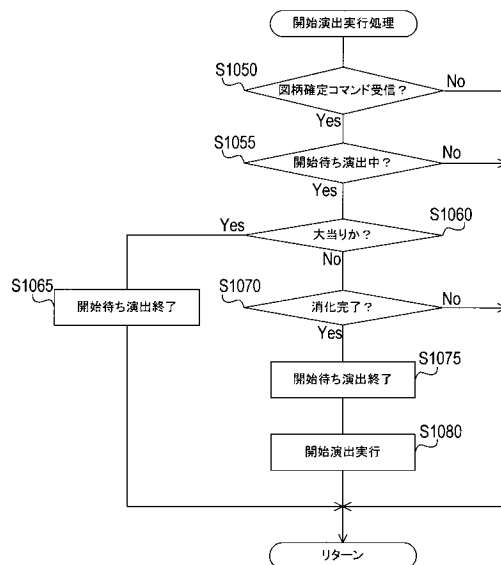 開始演出実行処理
S1050
図柄確定コマンド受信?
No
Yes
S1055
開始待ち演出中?
No
Yes
S1060
大当りか?
Yes
No
S1065
開始待ち演出終了
S1070
消化完了?
No
Yes
S1075
開始待ち演出終了
S1080
開始演出実行
リターン